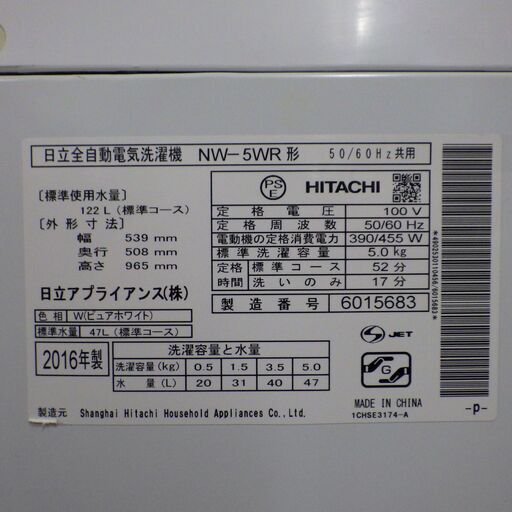 日立全自動電気洗濯機 NW-5WR 形 50/60Hz共用
〔標準使用水量〕
122 L（標準コース）
〔外形寸法〕
幅 539 mm
奥行 508 mm
高さ 965 mm
日立アプライアンス(株)
色相 W(ピュアホワイト)
標準水量 47L（標準コース）
PSE HITACHI
定格電圧 100 V
定格周波数 50/60 Hz
電動機の定格消費電力 390/455 W
標準洗濯容量 5.0kg
定格時間 標準コース 52 分
洗いのみ 17 分
製造番号 6015683
2016年製
洗濯容量と水量
洗濯容量(kg) 0.5 1.5 3.5 5.0
水量(L) 20 31 40 47
S JET
G
MADE IN CHINA
1CHSE3174-A
-p-
製造元 Shanghai Hitachi Household Appliances Co.,Ltd.